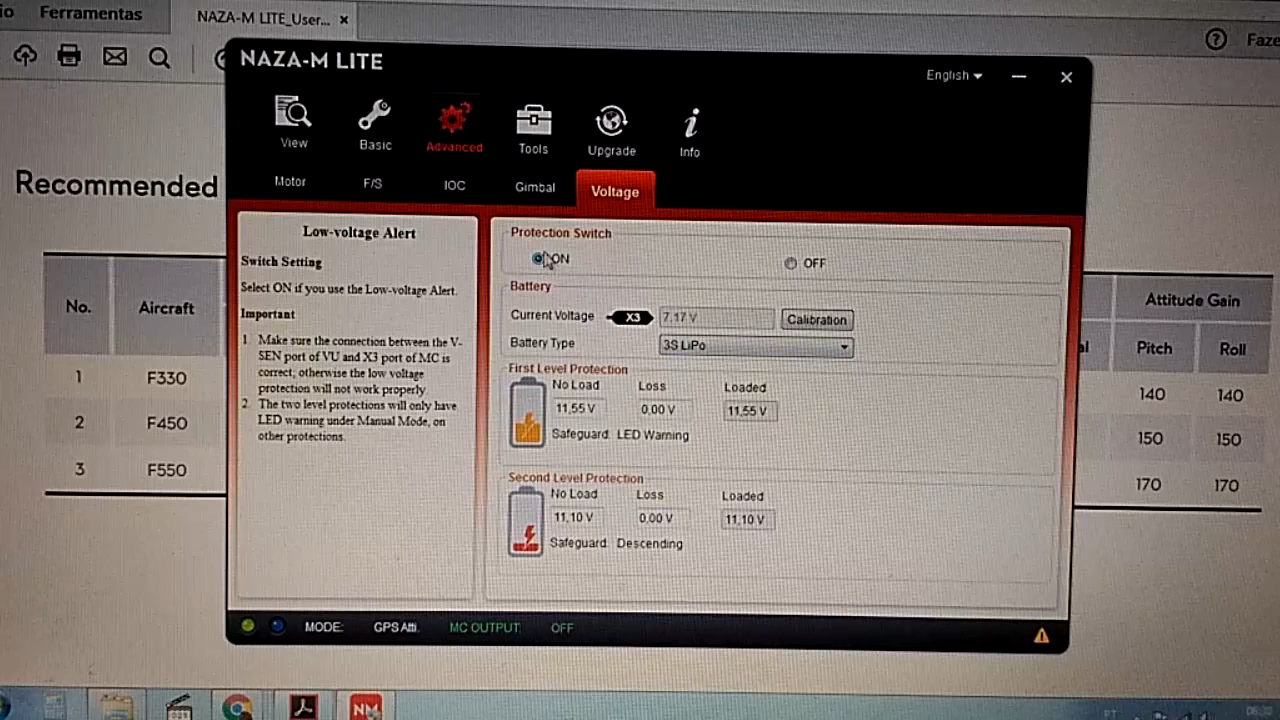 io Ferramentas NAZA-M LITE_User... ×
? Faze
NAZA-M LITE
English
View Basic Advanced Tools Upgrade Info
Motor F/S IOC Gimbal Voltage
Recommended
Low-voltage Alert
Switch Setting
Select ON if you use the Low-voltage Alert.
Important
1. Make sure the connection between the V-
SEN port of VU and X3 port of MC is
correct; otherwise the low voltage
protection will not work properly.
2. The two level protections will only have
LED warning under Manual Mode, on
other protections.
Protection Switch
ON OFF
Battery
Current Voltage X3 7.17 V Calibration
Battery Type 3S LiPo
First Level Protection
No Load Loss Loaded
11,55 V 0,00 V 11,55 V
Safeguard: LED Warning
Second Level Protection
No Load Loss Loaded
11,10 V 0,00 V 11,10 V
Safeguard: Descending
No. Aircraft
1 F330
2 F450
3 F550
Attitude Gain
al Pitch Roll
140 140
150 150
170 170
MODE: GPS Atti. MC OUTPUT: OFF
NM
PT